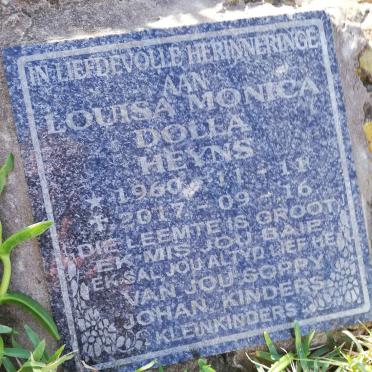 IN LIEFDEVOLLE HERINNERINGE
AAN
LOUISA MONICA
DOLLA
HEYNS
★ 1960-11-11
✝ 2017-09-16
DIE LEEMTE IS GROOT
EK MIS JOU BAIE
EK SAL JOU ALTYD LIEF HE
VAN JOU SOPPY
JOHAN, KINDERS
KLEINKINDERS